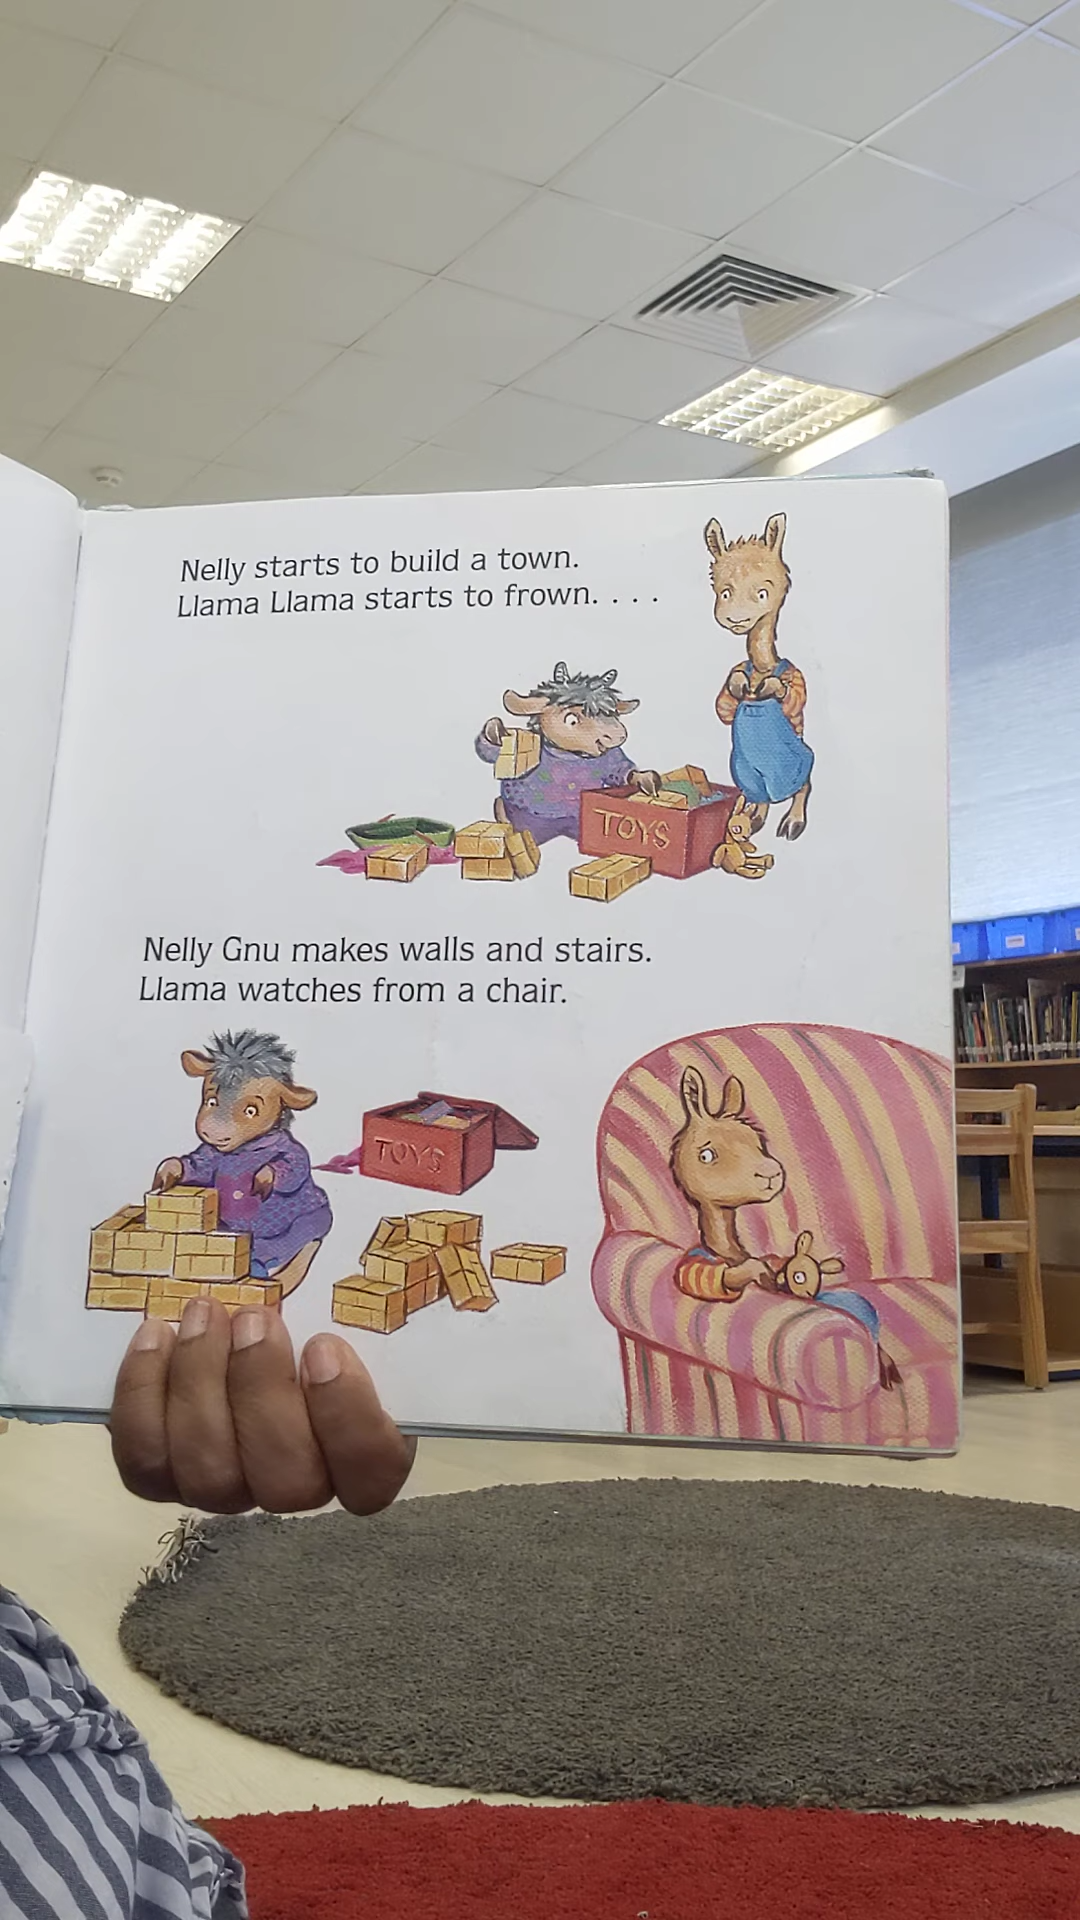 Nelly starts to build a town.
Llama Llama starts to frown. . . .
TOYS
Nelly Gnu makes walls and stairs.
Llama watches from a chair.
TOYS